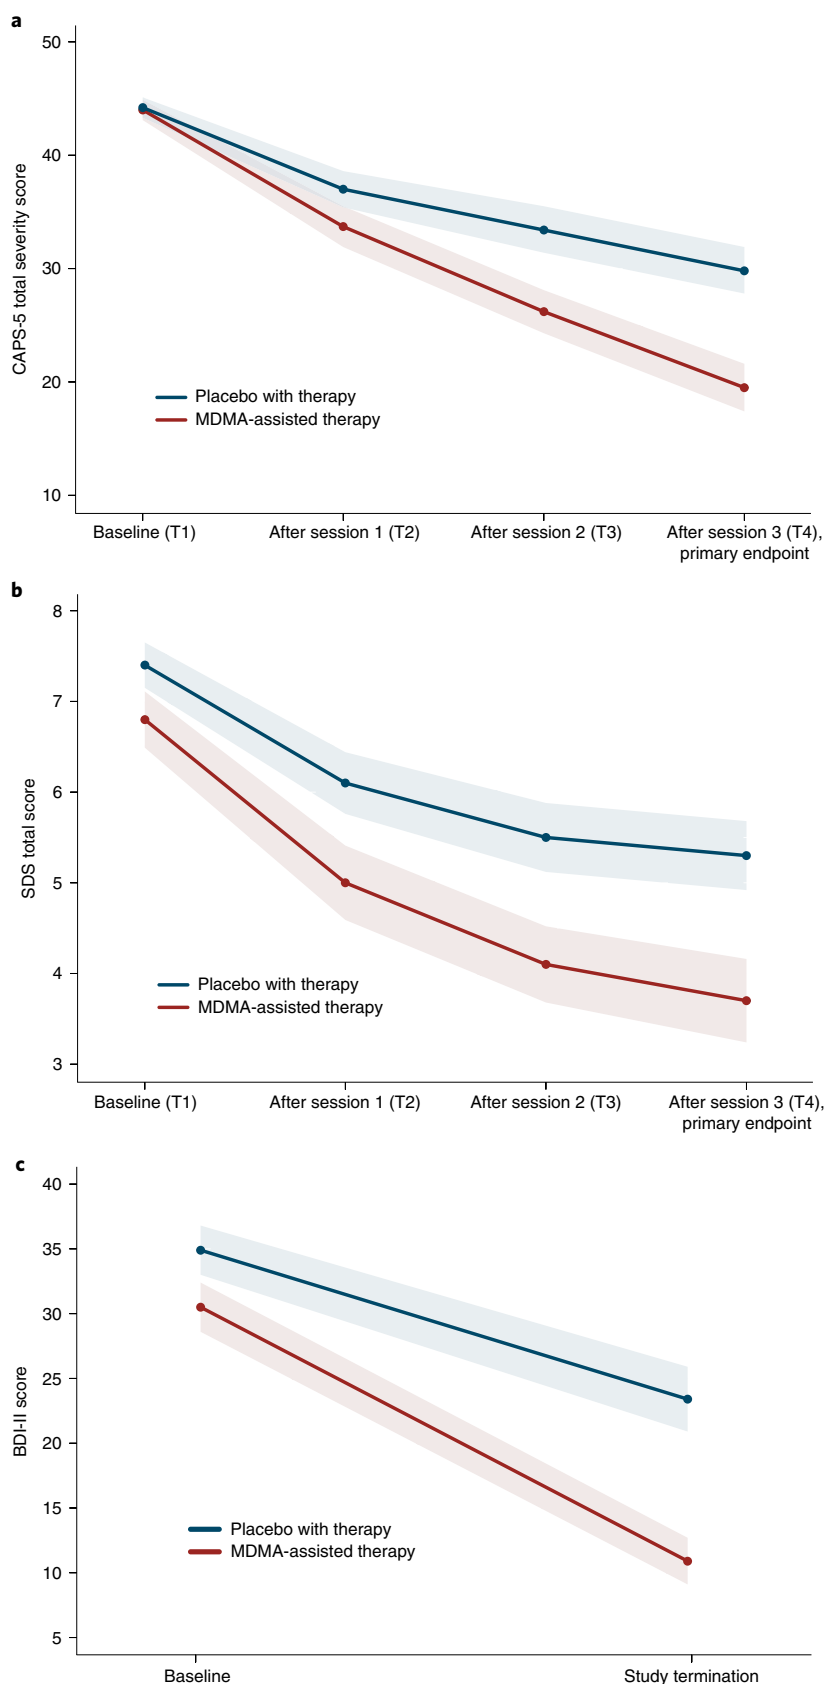 a
50
40
30
20
10
CAPS-5 total severity score
Placebo with therapy
MDMA-assisted therapy
Baseline (T1)
After session 1 (T2)
After session 2 (T3)
After session 3 (T4),
primary endpoint
b
8
7
6
5
4
3
SDS total score
Placebo with therapy
MDMA-assisted therapy
Baseline (T1)
After session 1 (T2)
After session 2 (T3)
After session 3 (T4),
primary endpoint
c
40
35
30
25
20
15
10
5
BDI-II score
Placebo with therapy
MDMA-assisted therapy
Baseline
Study termination